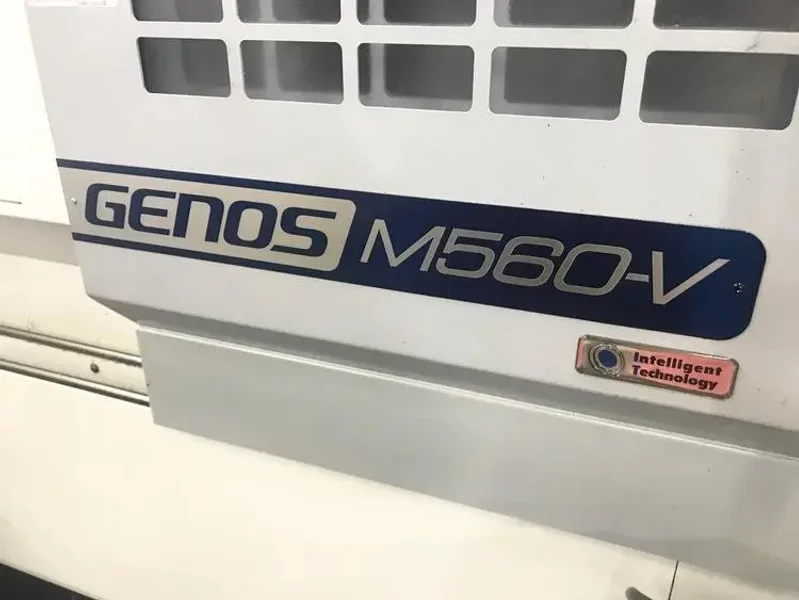 GENOS M560-V
Intelligent
Technology